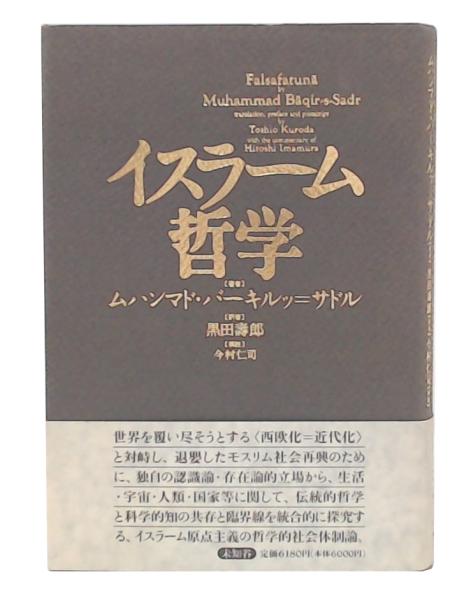 Falsafatunā
by
Muhammad Bāqir-s-Sadr
translation, preface and postscript
by
Toshio Kuroda
with the commentary of
Hitoshi Imamura
イスラーム
哲学
［著者］
ムハンマド・バーキルッ＝サドル
［訳者］
黒田壽郎
［解説］
今村仁司
世界を覆い尽そうとする〈西欧化＝近代化〉
と対峙し、退嬰したモスリム社会再興のため
に、独自の認識論・存在論的立場から、生活
・宇宙・人類・国家等に関して、伝統的哲学
と科学的知の共存と臨界線を統合的に探究す
る、イスラーム原点主義の哲学的社会体制論。
未知谷 定価6180円(本体6000円)